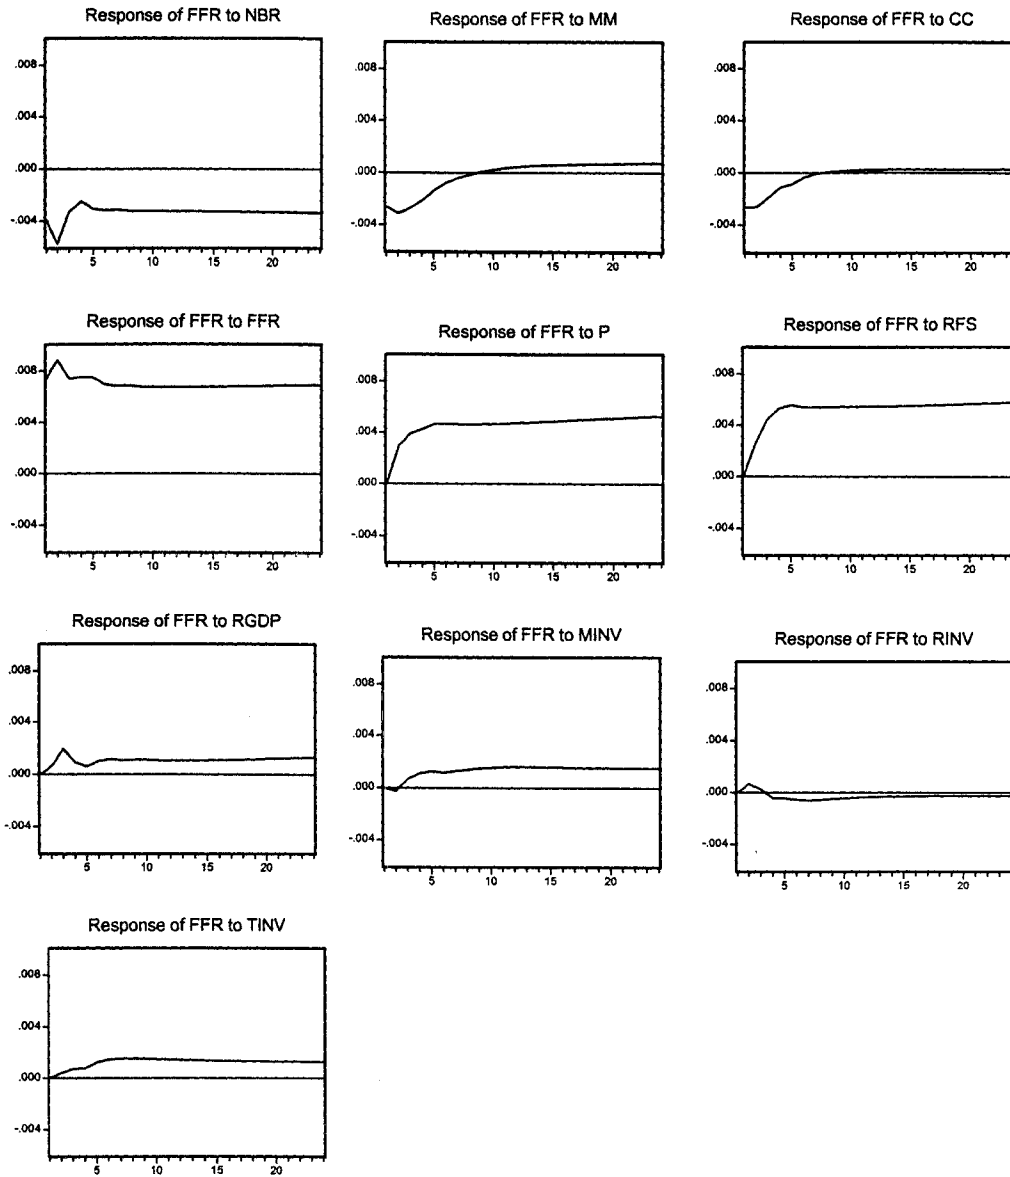 Response of FFR to NBR
.008
.004
.000
-.004
5 10 15 20
Response of FFR to MM
.008
.004
.000
-.004
5 10 15 20
Response of FFR to CC
.008
.004
.000
-.004
5 10 15 20
Response of FFR to FFR
.008
.004
.000
-.004
5 10 15 20
Response of FFR to P
.008
.004
.000
-.004
5 10 15 20
Response of FFR to RFS
.008
.004
.000
-.004
5 10 15 20
Response of FFR to RGDP
.008
.004
.000
-.004
5 10 15 20
Response of FFR to MINV
.008
.004
.000
-.004
5 10 15 20
Response of FFR to RINV
.008
.004
.000
-.004
5 10 15 20
Response of FFR to TINV
.008
.004
.000
-.004
5 10 15 20